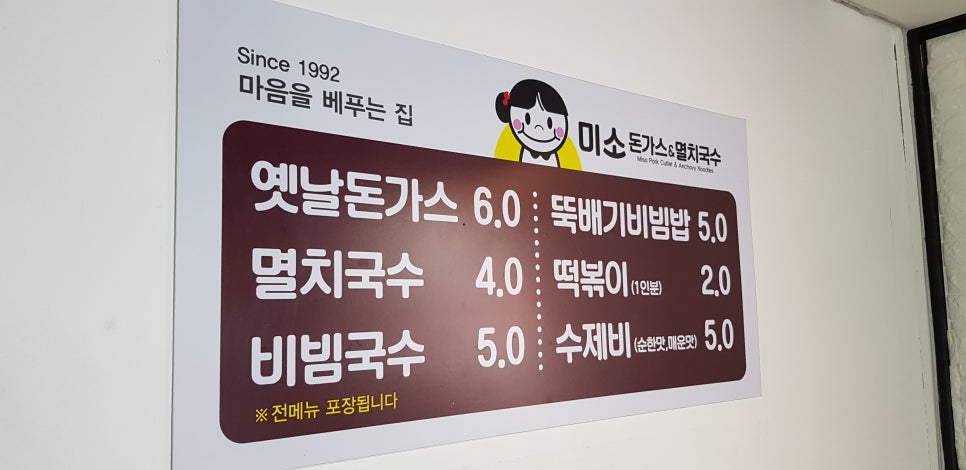 Since 1992
마음을 베푸는 집
미소 돈가스&멸치국수
Miso Pork Cutlet & Anchovy Noodles
옛날돈가스 6.0
멸치국수 4.0
비빔국수 5.0
뚝배기비빔밥 5.0
떡볶이(1인분) 2.0
수제비(순한맛,매운맛) 5.0
※ 전메뉴 포장됩니다